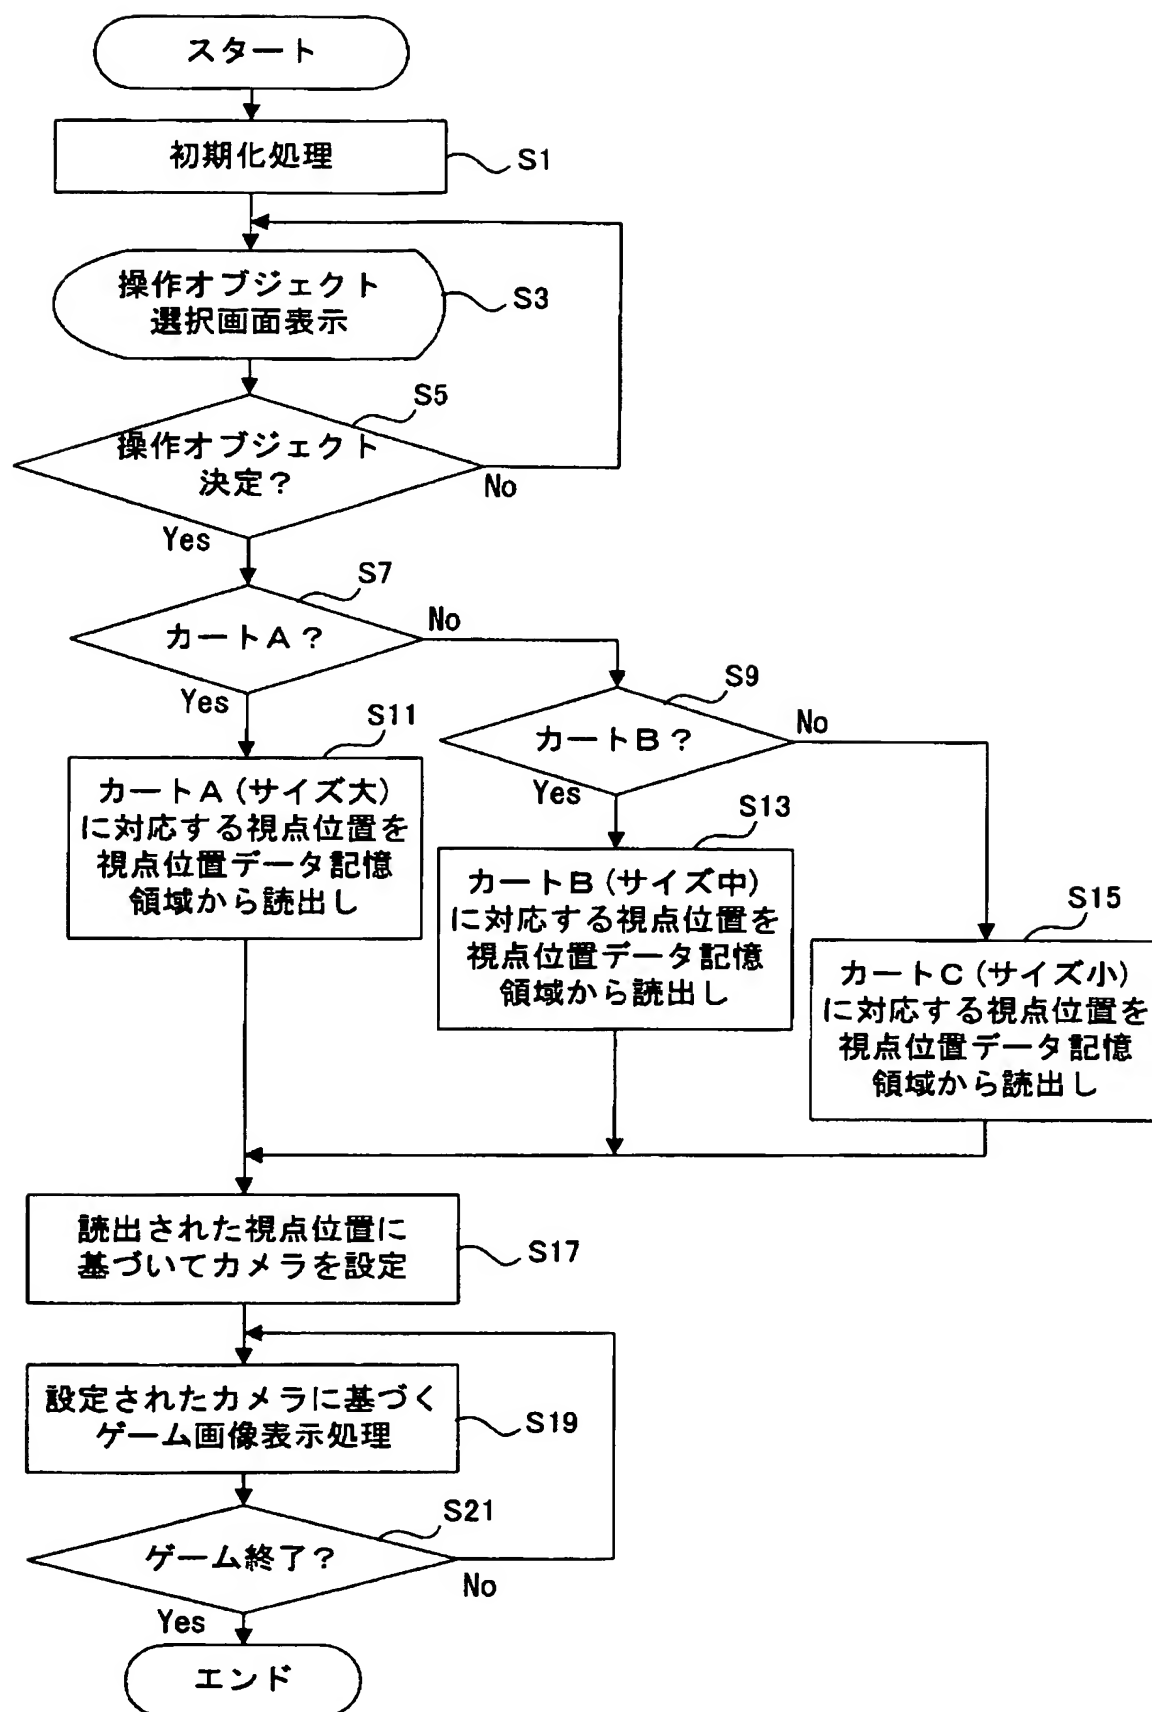 スタート
初期化処理
S1
操作オブジェクト
選択画面表示
S3
S5
操作オブジェクト
決定？
No
Yes
S7
カートA？
No
Yes
S9
カートB？
No
Yes
S11
カートA(サイズ大)
に対応する視点位置を
視点位置データ記憶
領域から読出し
S13
カートB(サイズ中)
に対応する視点位置を
視点位置データ記憶
領域から読出し
S15
カートC(サイズ小)
に対応する視点位置を
視点位置データ記憶
領域から読出し
読出された視点位置に
基づいてカメラを設定
S17
設定されたカメラに基づく
ゲーム画像表示処理
S19
S21
ゲーム終了？
No
Yes
エンド